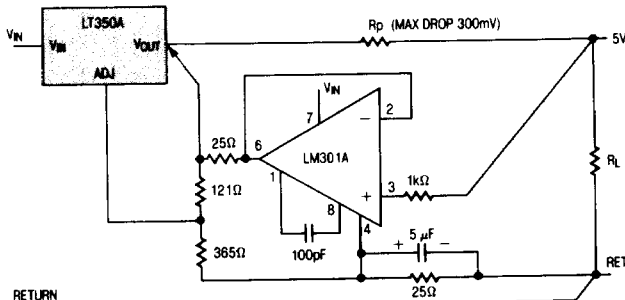 LT350A
VIN
VIN
VOUT
ADJ
Rp (MAX DROP 300mV)
5V
VIN
7
2
−
6
25Ω
LM301A
1
8
+
3
1kΩ
4
RL
121Ω
100pF
365Ω
+ 5 μF −
25Ω
RET
RETURN